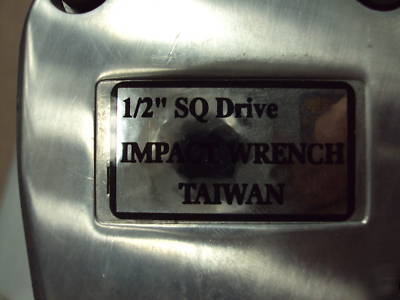 1/2" SQ Drive
IMPACT WRENCH
TAIWAN